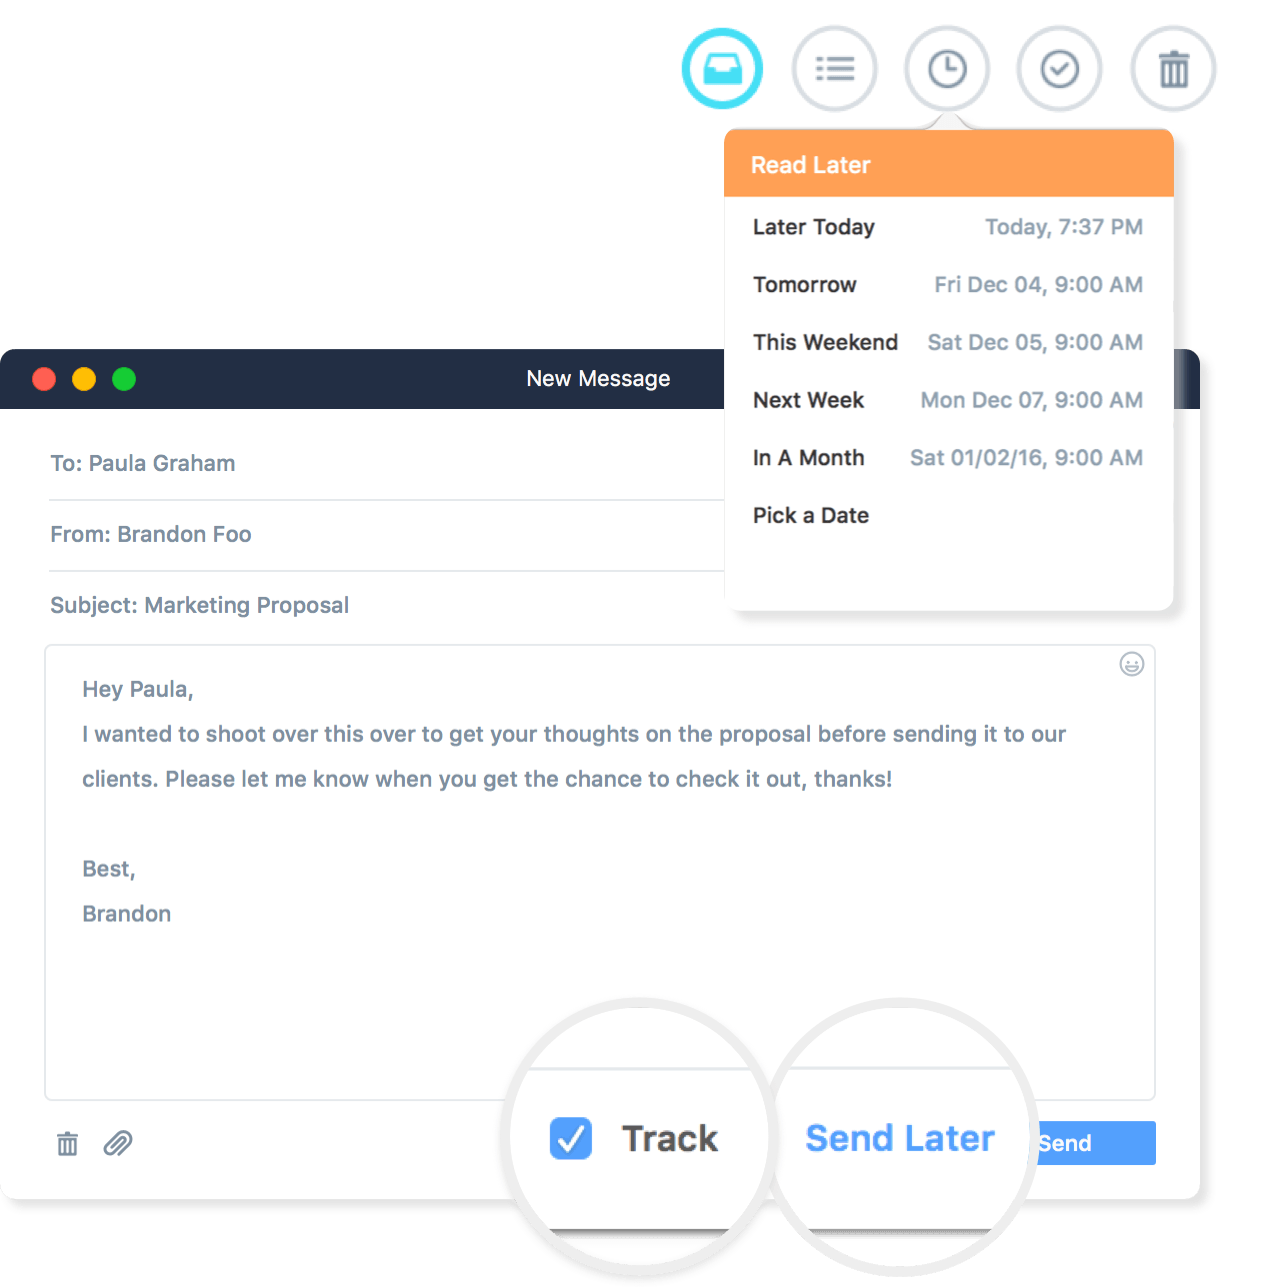 Read Later
Later Today Today, 7:37 PM
Tomorrow Fri Dec 04, 9:00 AM
This Weekend Sat Dec 05, 9:00 AM
Next Week Mon Dec 07, 9:00 AM
In A Month Sat 01/02/16, 9:00 AM
Pick a Date
New Message
To: Paula Graham
From: Brandon Foo
Subject: Marketing Proposal
Hey Paula,
I wanted to shoot over this over to get your thoughts on the proposal before sending it to our
clients. Please let me know when you get the chance to check it out, thanks!
Best,
Brandon
Track Send Later Send